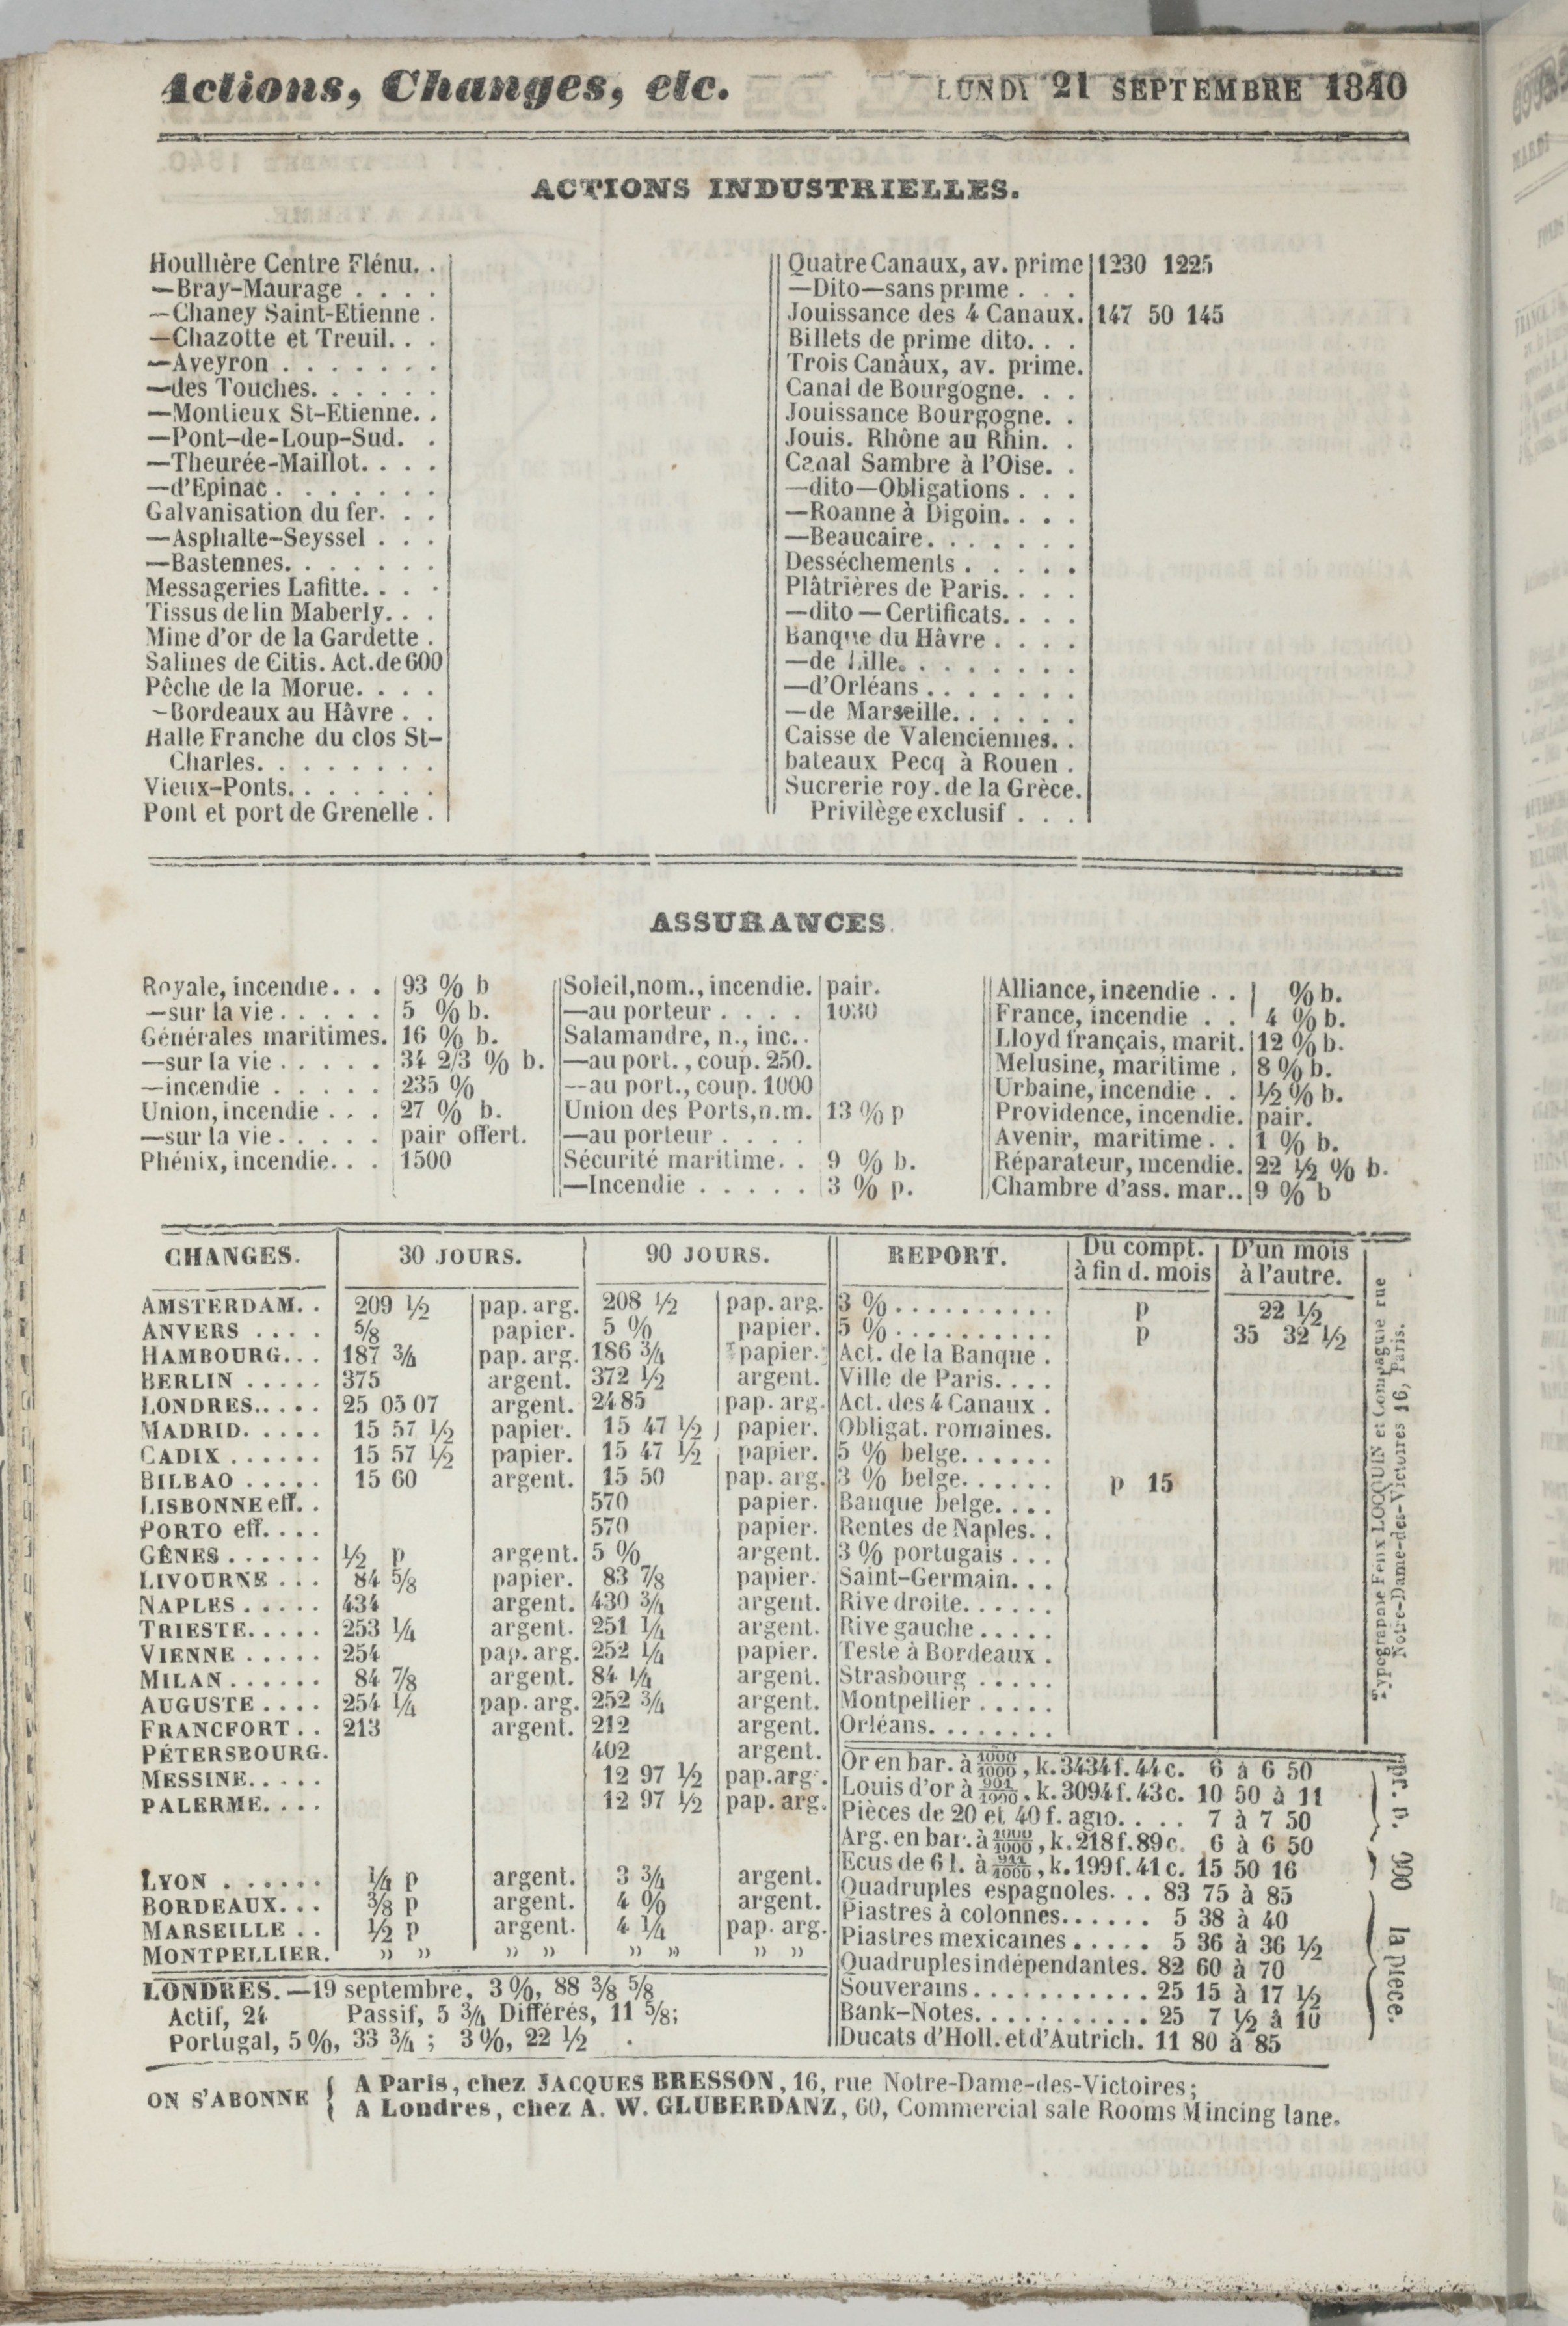 Actions, Changes, etc. LUNDI 21 SEPTEMBRE 1840
ACTIONS INDUSTRIELLES.
Houllière Centre Flénu. .
—Bray-Maurage . . . .
—Chaney Saint-Etienne .
—Chazotte et Treuil. . .
—Aveyron . . . . . . .
—des Touches. . . . . .
—Montieux St-Etienne. .
—Pont-de-Loup-Sud. .
—Theurée-Maillot. . . .
—d'Epinac . . . . . . .
Galvanisation du fer. . .
—Asphalte-Seyssel . . .
—Bastennes. . . . . . .
Messageries Lafitte. . . .
Tissus de lin Maberly. . .
Mine d'or de la Gardette .
Salines de Citis. Act. de 600
Pêche de la Morue. . . .
—Bordeaux au Hâvre . .
Halle Franche du clos St-
Charles. . . . . . . .
Vieux-Ponts. . . . . . .
Pont et port de Grenelle .
Quatre Canaux, av. prime 1230 1225
—Dito—sans prime . . .
Jouissance des 4 Canaux. 147 50 145
Billets de prime dito. . .
Trois Canaux, av. prime.
Canal de Bourgogne. . .
Jouissance Bourgogne. .
Jouis. Rhône au Rhin. .
Canal Sambre à l'Oise. .
—dito—Obligations . . .
—Roanne à Digoin. . . .
—Beaucaire. . . . . . .
Desséchements . . . . .
Plâtrières de Paris. . . .
—dito—Certificats. . . .
Banque du Hâvre . . . .
—de Lille. . . . . . . .
—d'Orléans . . . . . . .
—de Marseille. . . . . .
Caisse de Valenciennes. .
bateaux Pecq à Rouen .
Sucrerie roy. de la Grèce.
Privilège exclusif . . .
ASSURANCES.
Royale, incendie. . . 93 % b
—sur la vie . . . . . 5 % b.
Générales maritimes. 16 % b.
—sur la vie . . . . . 34 2/3 % b.
—incendie . . . . . 235 %
Union, incendie . . . 27 % b.
—sur la vie . . . . . pair offert.
Phénix, incendie. . . 1500
Soleil, nom., incendie. pair.
—au porteur . . . . 1030
Salamandre, n., inc. .
—au port., coup. 250.
—au port., coup. 1000
Union des Ports, n.m. 13 % p
—au porteur . . . .
Sécurité maritime. . 9 % b.
—Incendie . . . . . 3 % p.
Alliance, incendie . . % b.
France, incendie . . 4 % b.
Lloyd français, marit. 12 % b.
Melusine, maritime . 8 % b.
Urbaine, incendie . . ½ % b.
Providence, incendie. pair.
Avenir, maritime . . 1 % b.
Réparateur, incendie. 22 ½ % b.
Chambre d'ass. mar.. 9 % b
CHANGES. 30 JOURS. 90 JOURS.
AMSTERDAM. . 209 ½ pap. arg. 208 ½ pap. arg.
ANVERS . . . . ⅝ papier. 5 % papier.
HAMBOURG. . . 187 ¾ pap. arg. 186 ¾ papier.
BERLIN . . . . . 375 argent. 372 ½ argent.
LONDRES. . . . . 25 05 07 argent. 24 85 pap. arg.
MADRID. . . . . 15 57 ½ papier. 15 47 ½ papier.
CADIX . . . . . . 15 57 ½ papier. 15 47 ½ papier.
BILBAO . . . . . 15 60 argent. 15 50 pap. arg.
LISBONNE eff. . 570 papier.
PORTO eff. . . . 570 papier.
GÊNES . . . . . . ½ p argent. 5 % argent.
LIVOURNE . . . 84 ⅝ papier. 83 ⅞ papier.
NAPLES . . . . . 434 argent. 430 ¾ argent.
TRIESTE. . . . . 253 ¼ argent. 251 ¼ argent.
VIENNE . . . . . 254 pap. arg. 252 ¼ papier.
MILAN . . . . . . 84 ⅞ argent. 84 ¼ argent.
AUGUSTE . . . . 254 ¼ pap. arg. 252 ¾ argent.
FRANCFORT . . 213 argent. 212 argent.
PÉTERSBOURG. 402 argent.
MESSINE. . . . . 12 97 ½ pap. arg.
PALERME. . . . 12 97 ½ pap. arg.
LYON . . . . . . ¼ p argent. 3 ¾ argent.
BORDEAUX. . . ⅜ p argent. 4 % argent.
MARSEILLE . . ½ p argent. 4 ¼ pap. arg.
MONTPELLIER. » » » » » » » »
LONDRES. —19 septembre, 3 %, 88 ⅜ ⅝
Actif, 24 Passif, 5 ¾ Différés, 11 ⅝;
Portugal, 5 %, 33 ¾ ; 3 %, 22 ½ .
REPORT. Du compt. à fin d. mois D'un mois à l'autre.
3 % . . . . . . . . . . p 22 ½
5 % . . . . . . . . . . p 35 32 ½
Act. de la Banque .
Ville de Paris. . . .
Act. des 4 Canaux .
Obligat. romaines.
5 % belge. . . . . .
3 % belge. . . . . . p 15
Banque belge. . . .
Rentes de Naples. .
3 % portugais . . .
Saint-Germain. . .
Rive droite. . . . . .
Rive gauche . . . . .
Teste à Bordeaux .
Strasbourg . . . . .
Montpellier . . . . .
Orléans. . . . . . . .
Or en bar. à 1000/1000, k. 3434 f. 44 c. 6 à 6 50
Louis d'or à 901/1000, k. 3094 f. 43 c. 10 50 à 11
Pièces de 20 et 40 f. agio. . . . 7 à 7 50
Arg. en bar. à 1000/1000, k. 218 f. 89 c. 6 à 6 50
Ecus de 6 l. à 911/1000, k. 199 f. 41 c. 15 50 16
Quadruples espagnoles. . . 83 75 à 85
Piastres à colonnes. . . . . . 5 38 à 40
Piastres mexicaines . . . . . 5 36 à 36 ½
Quadruples indépendantes. 82 60 à 70
Souverains. . . . . . . . . . . 25 15 à 17 ½
Bank-Notes. . . . . . . . . . . 25 7 ½ à 10
Ducats d'Holl. et d'Autrich. 11 80 à 85
la pièce.
Typographie Felix LOCQUIN et Compagnie rue
Notre-Dame-des-Victoires 16, Paris.
ON S'ABONNE
A Paris, chez JACQUES BRESSON, 16, rue Notre-Dame-des-Victoires;
A Londres, chez A. W. GLUBERDANZ, 60, Commercial sale Rooms Mincing lane.